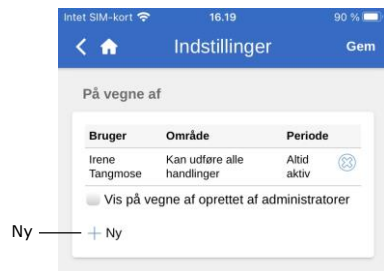 Intet SIM-kort 16.19 90 %
Indstillinger Gem
På vegne af
Bruger Område Periode
Irene Tangmose Kan udføre alle handlinger Altid aktiv
Vis på vegne af oprettet af administratorer
Ny + Ny